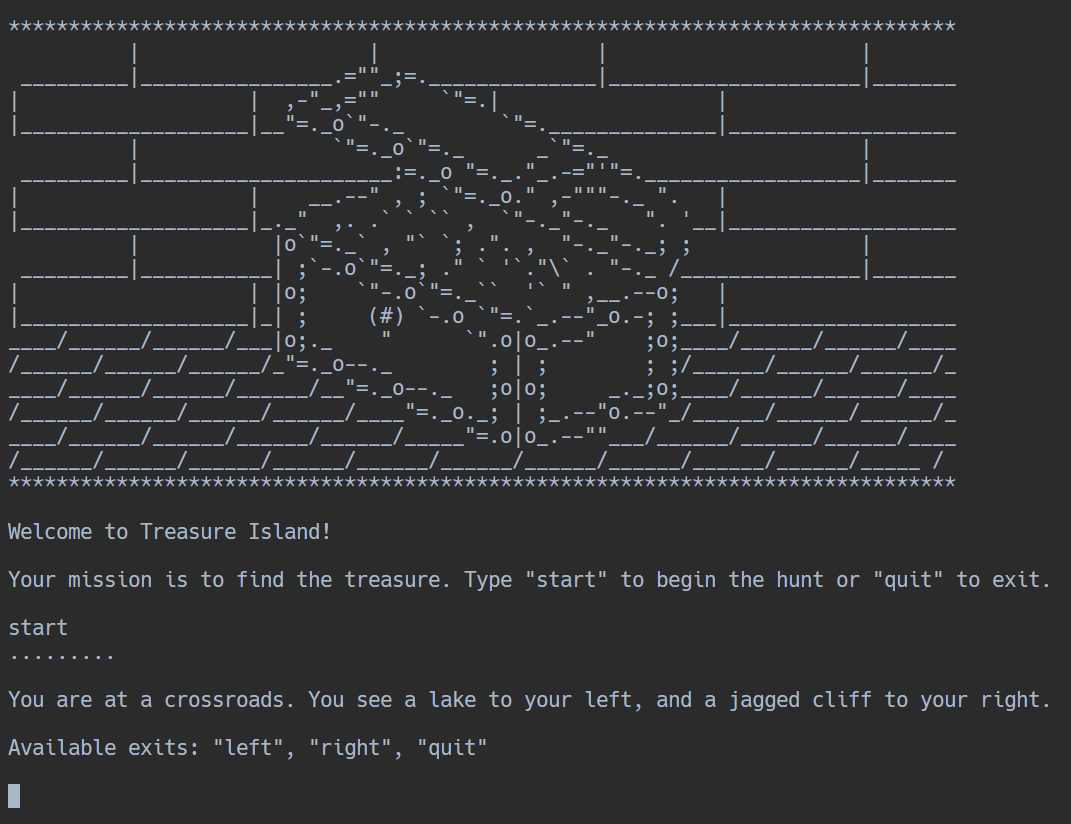 Welcome to Treasure Island!
Your mission is to find the treasure. Type "start" to begin the hunt or "quit" to exit.
start
.........
You are at a crossroads. You see a lake to your left, and a jagged cliff to your right.
Available exits: "left", "right", "quit"